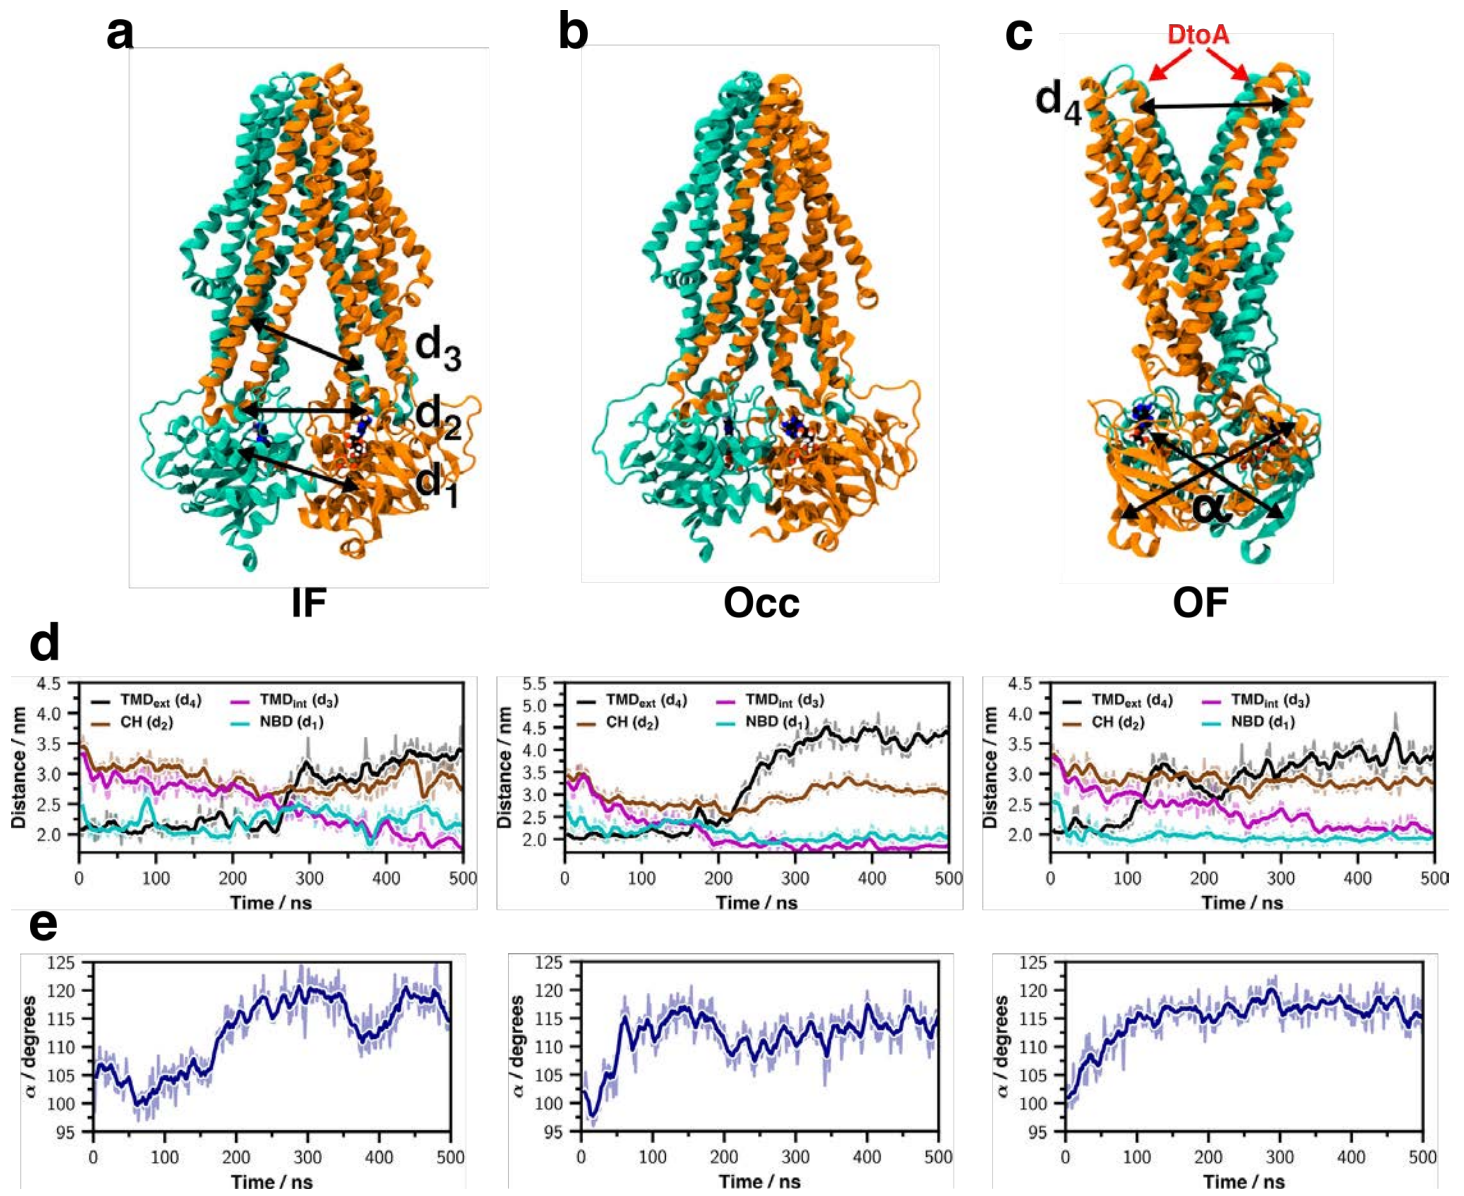 a
b
c
DtoA
d4
d3
d2
d1
α
IF
Occ
OF
d
4.5
4.0
3.5
3.0
2.5
2.0
Distance / nm
TMDext (d4)
TMDint (d3)
CH (d2)
NBD (d1)
0 100 200 300 400 500
Time / ns
5.5
5.0
4.5
4.0
3.5
3.0
2.5
2.0
Distance / nm
TMDext (d4)
TMDint (d3)
CH (d2)
NBD (d1)
0 100 200 300 400 500
Time / ns
4.5
4.0
3.5
3.0
2.5
2.0
Distance / nm
TMDext (d4)
TMDint (d3)
CH (d2)
NBD (d1)
0 100 200 300 400 500
Time / ns
e
125
120
115
110
105
100
95
α / degrees
0 100 200 300 400 500
Time / ns
125
120
115
110
105
100
95
α / degrees
0 100 200 300 400 500
Time / ns
125
120
115
110
105
100
95
α / degrees
0 100 200 300 400 500
Time / ns